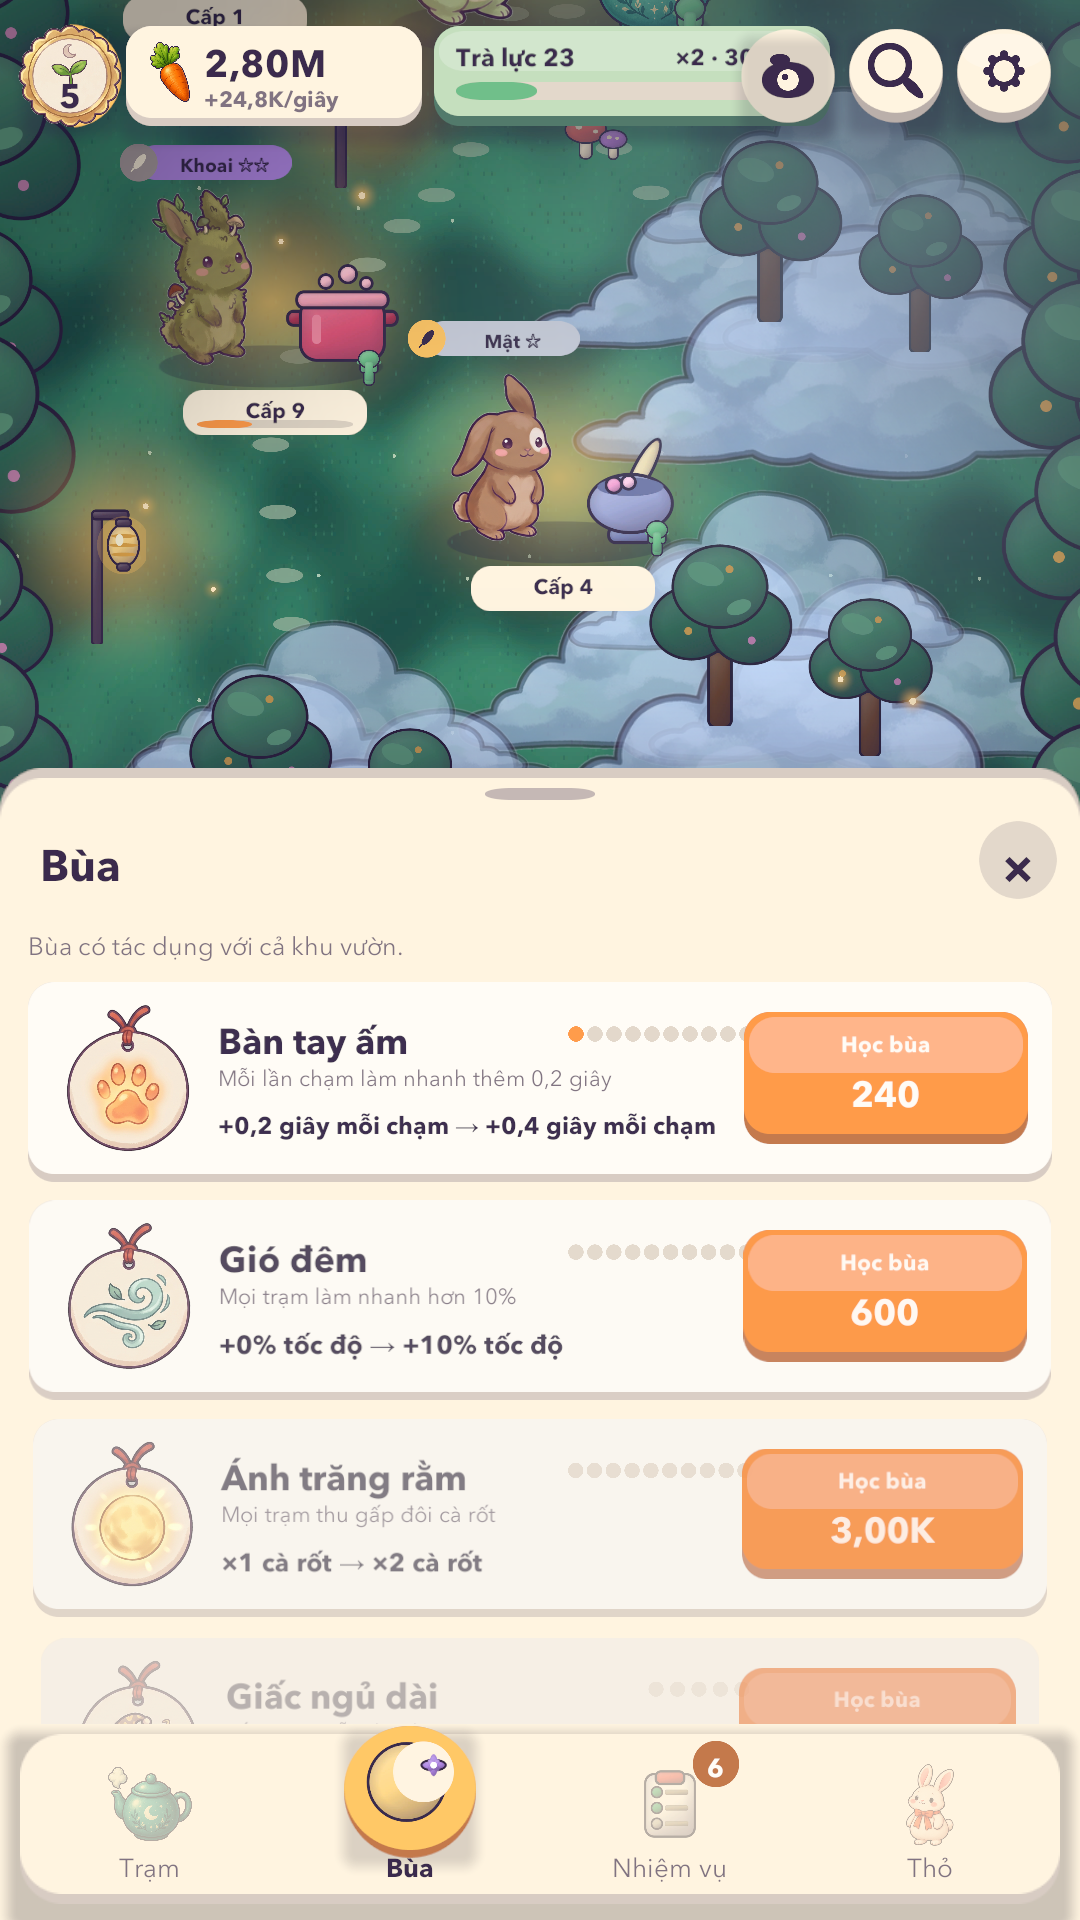 Cấp 1
5
2,80M
+24,8K/giây
Trà lực 23
×2 · 30
Khoai ☆☆
Cấp 9
Mật ☆
Cấp 4
Bùa
Bùa có tác dụng với cả khu vườn.
Bàn tay ấm
Mỗi lần chạm làm nhanh thêm 0,2 giây
+0,2 giây mỗi chạm → +0,4 giây mỗi chạm
Học bùa
240
Gió đêm
Mọi trạm làm nhanh hơn 10%
+0% tốc độ → +10% tốc độ
Học bùa
600
Ánh trăng rằm
Mọi trạm thu gấp đôi cà rốt
×1 cà rốt → ×2 cà rốt
Học bùa
3,00K
Giấc ngủ dài
Học bùa
Trạm
Bùa
6
Nhiệm vụ
Thỏ